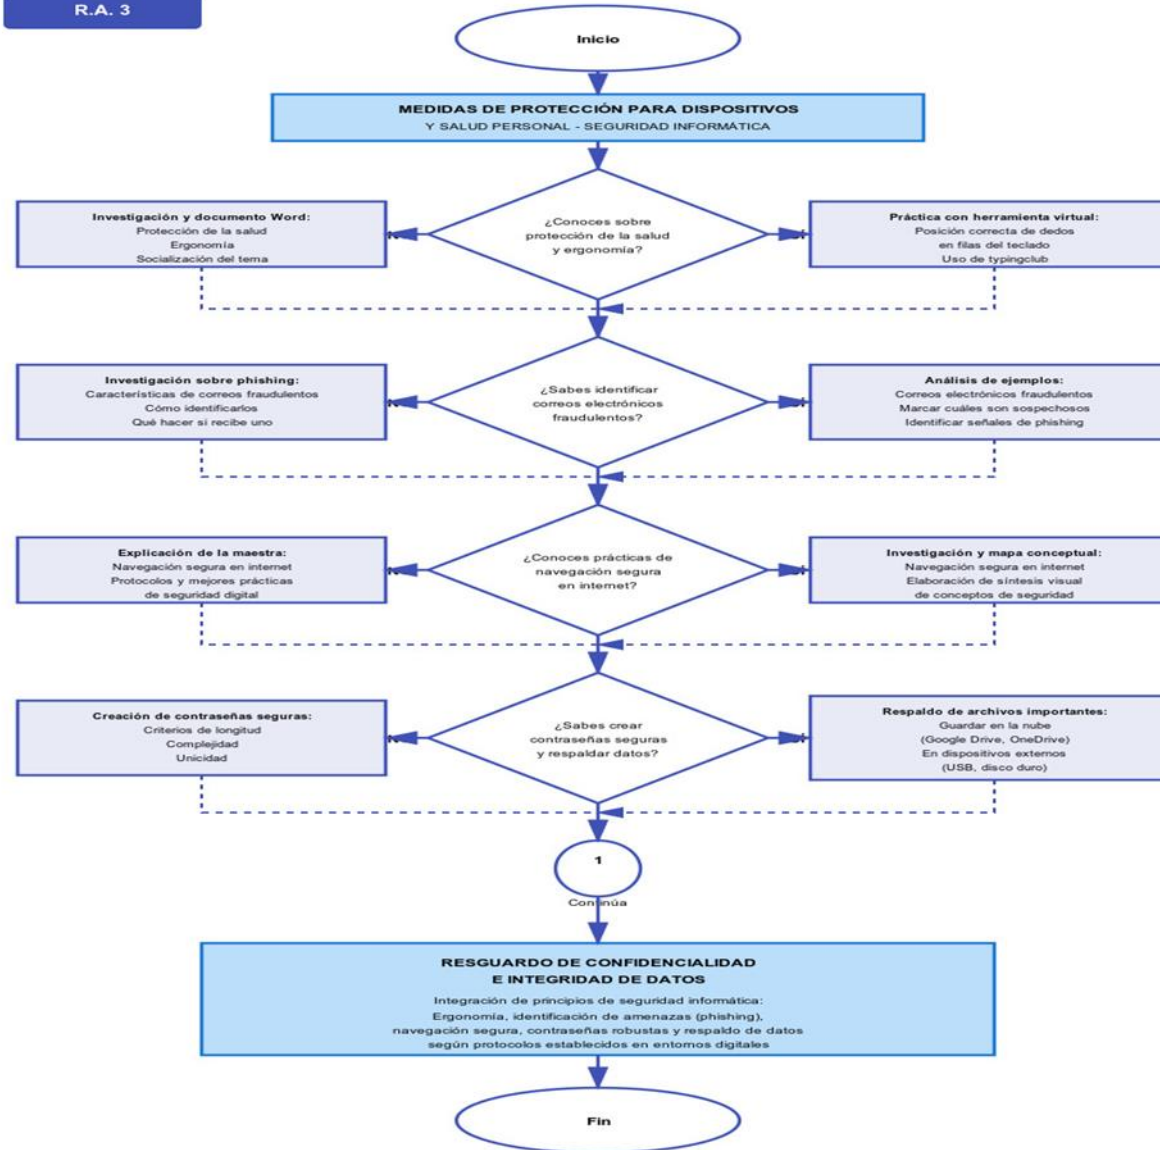 R.A. 3
Inicio
MEDIDAS DE PROTECCIÓN PARA DISPOSITIVOS
Y SALUD PERSONAL - SEGURIDAD INFORMÁTICA
¿Conoces sobre
protección de la salud
y ergonomía?
Investigación y documento Word:
Protección de la salud
Ergonomía
Socialización del tema
Práctica con herramienta virtual:
Posición correcta de dedos
en filas del teclado
Uso de typingclub
¿Sabes identificar
correos electrónicos
fraudulentos?
Investigación sobre phishing:
Características de correos fraudulentos
Cómo identificarlos
Qué hacer si recibe uno
Análisis de ejemplos:
Correos electrónicos fraudulentos
Marcar cuáles son sospechosos
Identificar señales de phishing
¿Conoces prácticas de
navegación segura
en internet?
Explicación de la maestra:
Navegación segura en internet
Protocolos y mejores prácticas
de seguridad digital
Investigación y mapa conceptual:
Navegación segura en internet
Elaboración de síntesis visual
de conceptos de seguridad
¿Sabes crear
contraseñas seguras
y respaldar datos?
Creación de contraseñas seguras:
Criterios de longitud
Complejidad
Unicidad
Respaldo de archivos importantes:
Guardar en la nube
(Google Drive, OneDrive)
En dispositivos externos
(USB, disco duro)
1
Continúa
RESGUARDO DE CONFIDENCIALIDAD
E INTEGRIDAD DE DATOS
Integración de principios de seguridad informática:
Ergonomía, identificación de amenazas (phishing),
navegación segura, contraseñas robustas y respaldo de datos
según protocolos establecidos en entornos digitales
Fin